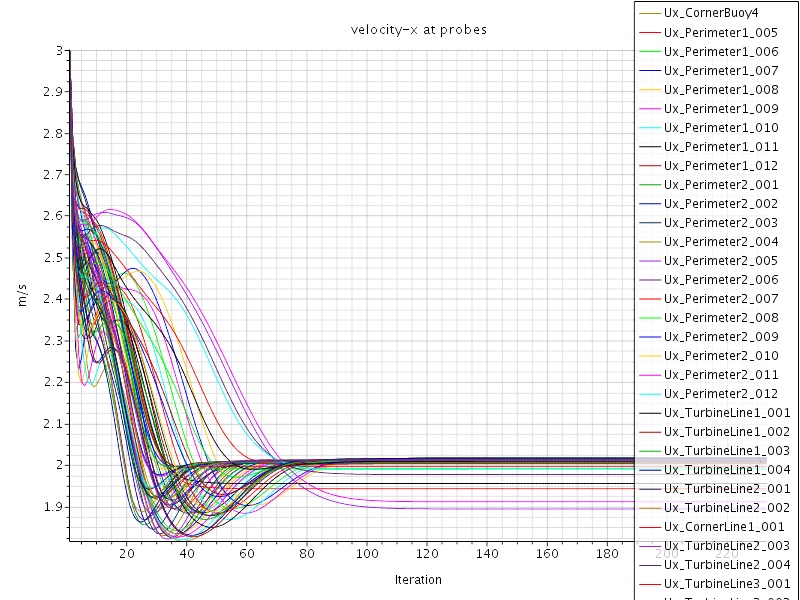 velocity-x at probes
m/s
3
2.9
2.8
2.7
2.6
2.5
2.4
2.3
2.2
2.1
2
1.9
20 40 60 80 100 120 140 160 180 200 220
Iteration
Ux_CornerBuoy4
Ux_Perimeter1_005
Ux_Perimeter1_006
Ux_Perimeter1_007
Ux_Perimeter1_008
Ux_Perimeter1_009
Ux_Perimeter1_010
Ux_Perimeter1_011
Ux_Perimeter1_012
Ux_Perimeter2_001
Ux_Perimeter2_002
Ux_Perimeter2_003
Ux_Perimeter2_004
Ux_Perimeter2_005
Ux_Perimeter2_006
Ux_Perimeter2_007
Ux_Perimeter2_008
Ux_Perimeter2_009
Ux_Perimeter2_010
Ux_Perimeter2_011
Ux_Perimeter2_012
Ux_TurbineLine1_001
Ux_TurbineLine1_002
Ux_TurbineLine1_003
Ux_TurbineLine1_004
Ux_TurbineLine2_001
Ux_TurbineLine2_002
Ux_CornerLine1_001
Ux_TurbineLine2_003
Ux_TurbineLine2_004
Ux_TurbineLine3_001